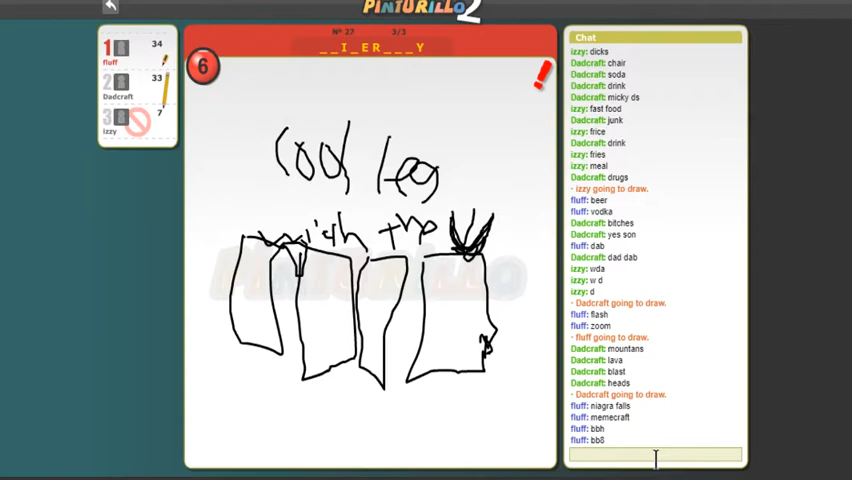 PINTURILLO 2
Nº 27 3/3
_ _ I _ E R _ _ _ Y
6
1 34
fluff
2 33
Dadcraft
3 7
izzy
cool leg
the
Chat
izzy: dicks
Dadcraft: chair
Dadcraft: soda
Dadcraft: drink
Dadcraft: micky ds
izzy: fast food
Dadcraft: junk
izzy: frice
Dadcraft: drink
izzy: fries
izzy: meal
Dadcraft: drugs
· izzy going to draw.
fluff: beer
fluff: vodka
Dadcraft: bitches
Dadcraft: yes son
fluff: dab
Dadcraft: dad dab
izzy: wda
izzy: w d
izzy: d
· Dadcraft going to draw.
fluff: flash
fluff: zoom
· fluff going to draw.
Dadcraft: mountans
Dadcraft: lava
Dadcraft: blast
Dadcraft: heads
· Dadcraft going to draw.
fluff: niagra falls
fluff: memecraft
fluff: bbh
fluff: bb8